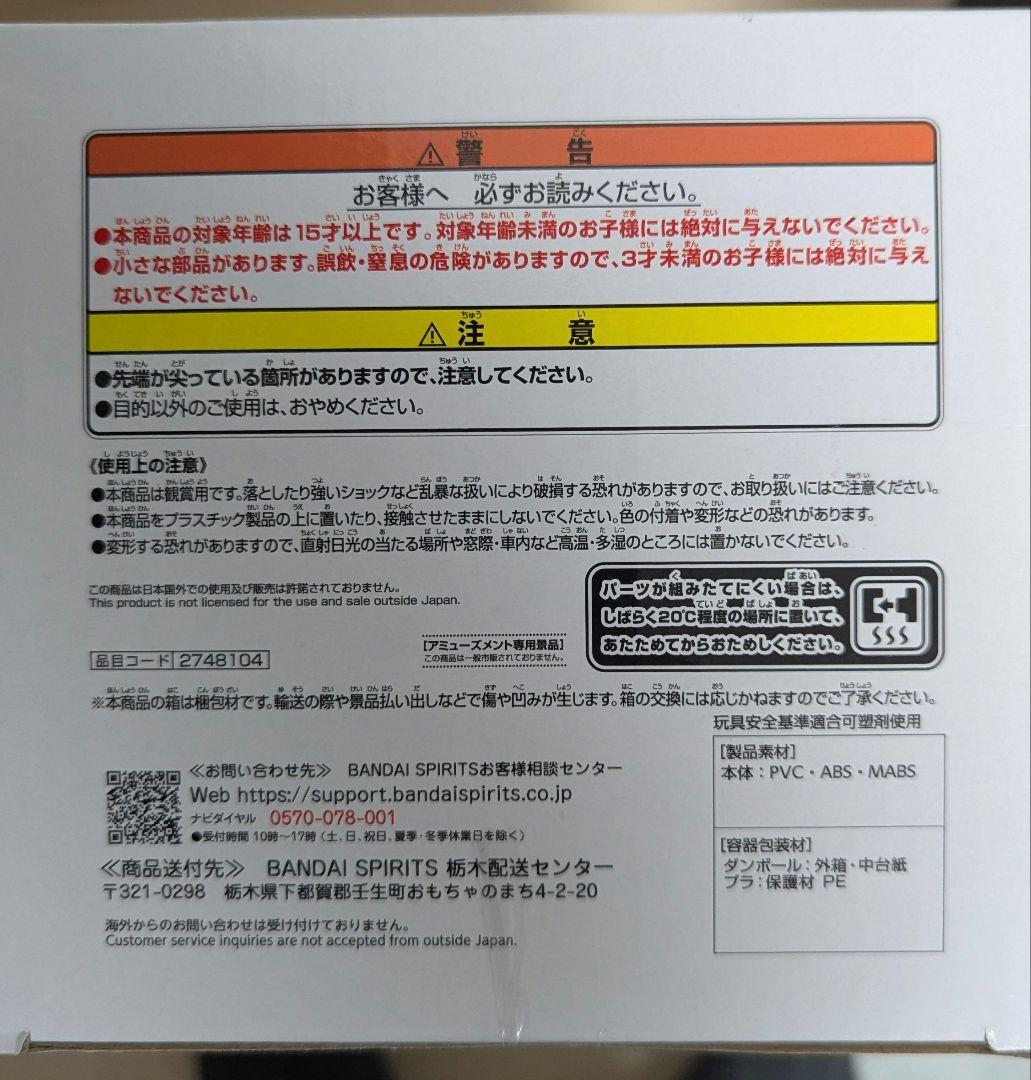 ⚠警告
お客様へ 必ずお読みください。
●本商品の対象年齢は15才以上です。対象年齢未満のお子様には絶対に与えないでください。
●小さな部品があります。誤飲・窒息の危険がありますので、3才未満のお子様には絶対に与え
ないでください。
⚠注意
●先端が尖っている箇所がありますので、注意してください。
●目的以外のご使用は、おやめください。
《使用上の注意》
●本商品は観賞用です。落としたり強いショックなど乱暴な扱いにより破損する恐れがありますので、お取り扱いにはご注意ください。
●本商品をプラスチック製品の上に置いたり、接触させたままにしないでください。色の付着や変形などの恐れがあります。
●変形する恐れがありますので、直射日光の当たる場所や窓際・車内など高温・多湿のところには置かないでください。
この商品は日本国外での使用及び販売は許諾されておりません。
This product is not licensed for the use and sale outside Japan.
パーツが組みたてにくい場合は、
しばらく20℃程度の場所に置いて、
あたためてからおためしください。
品目コード 2748104
[アミューズメント専用景品]
この商品は一般市販されておりません。
※本商品の箱は梱包材です。輸送の際や景品払い出しなどで傷や凹みが生じます。箱の交換には応じかねますのでご了承ください。
玩具安全基準適合可塑剤使用
[製品素材]
本体：PVC・ABS・MABS
[容器包装材]
ダンボール：外箱・中台紙
プラ：保護材 PE
≪お問い合わせ先≫ BANDAI SPIRITSお客様相談センター
Web https://support.bandaispirits.co.jp
ナビダイヤル 0570-078-001
●受付時間 10時〜17時（土、日、祝日、夏季・冬季休業日を除く）
≪商品送付先≫ BANDAI SPIRITS 栃木配送センター
〒321-0298 栃木県下都賀郡壬生町おもちゃのまち4-2-20
海外からのお問い合わせは受け付けておりません。
Customer service inquiries are not accepted from outside Japan.